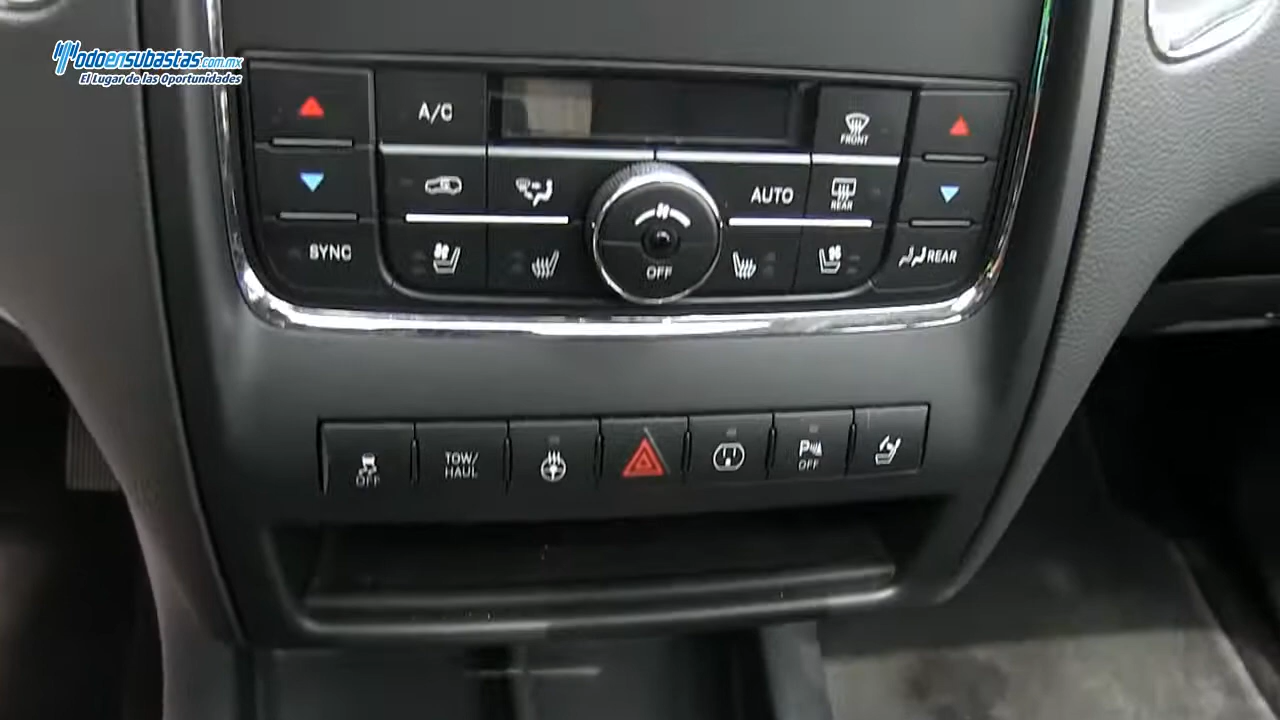 Todoensubastas.com.mx
El Lugar de las Oportunidades
A/C
FRONT
AUTO
REAR
SYNC
OFF
REAR
OFF
TOW/
HAUL
P
OFF